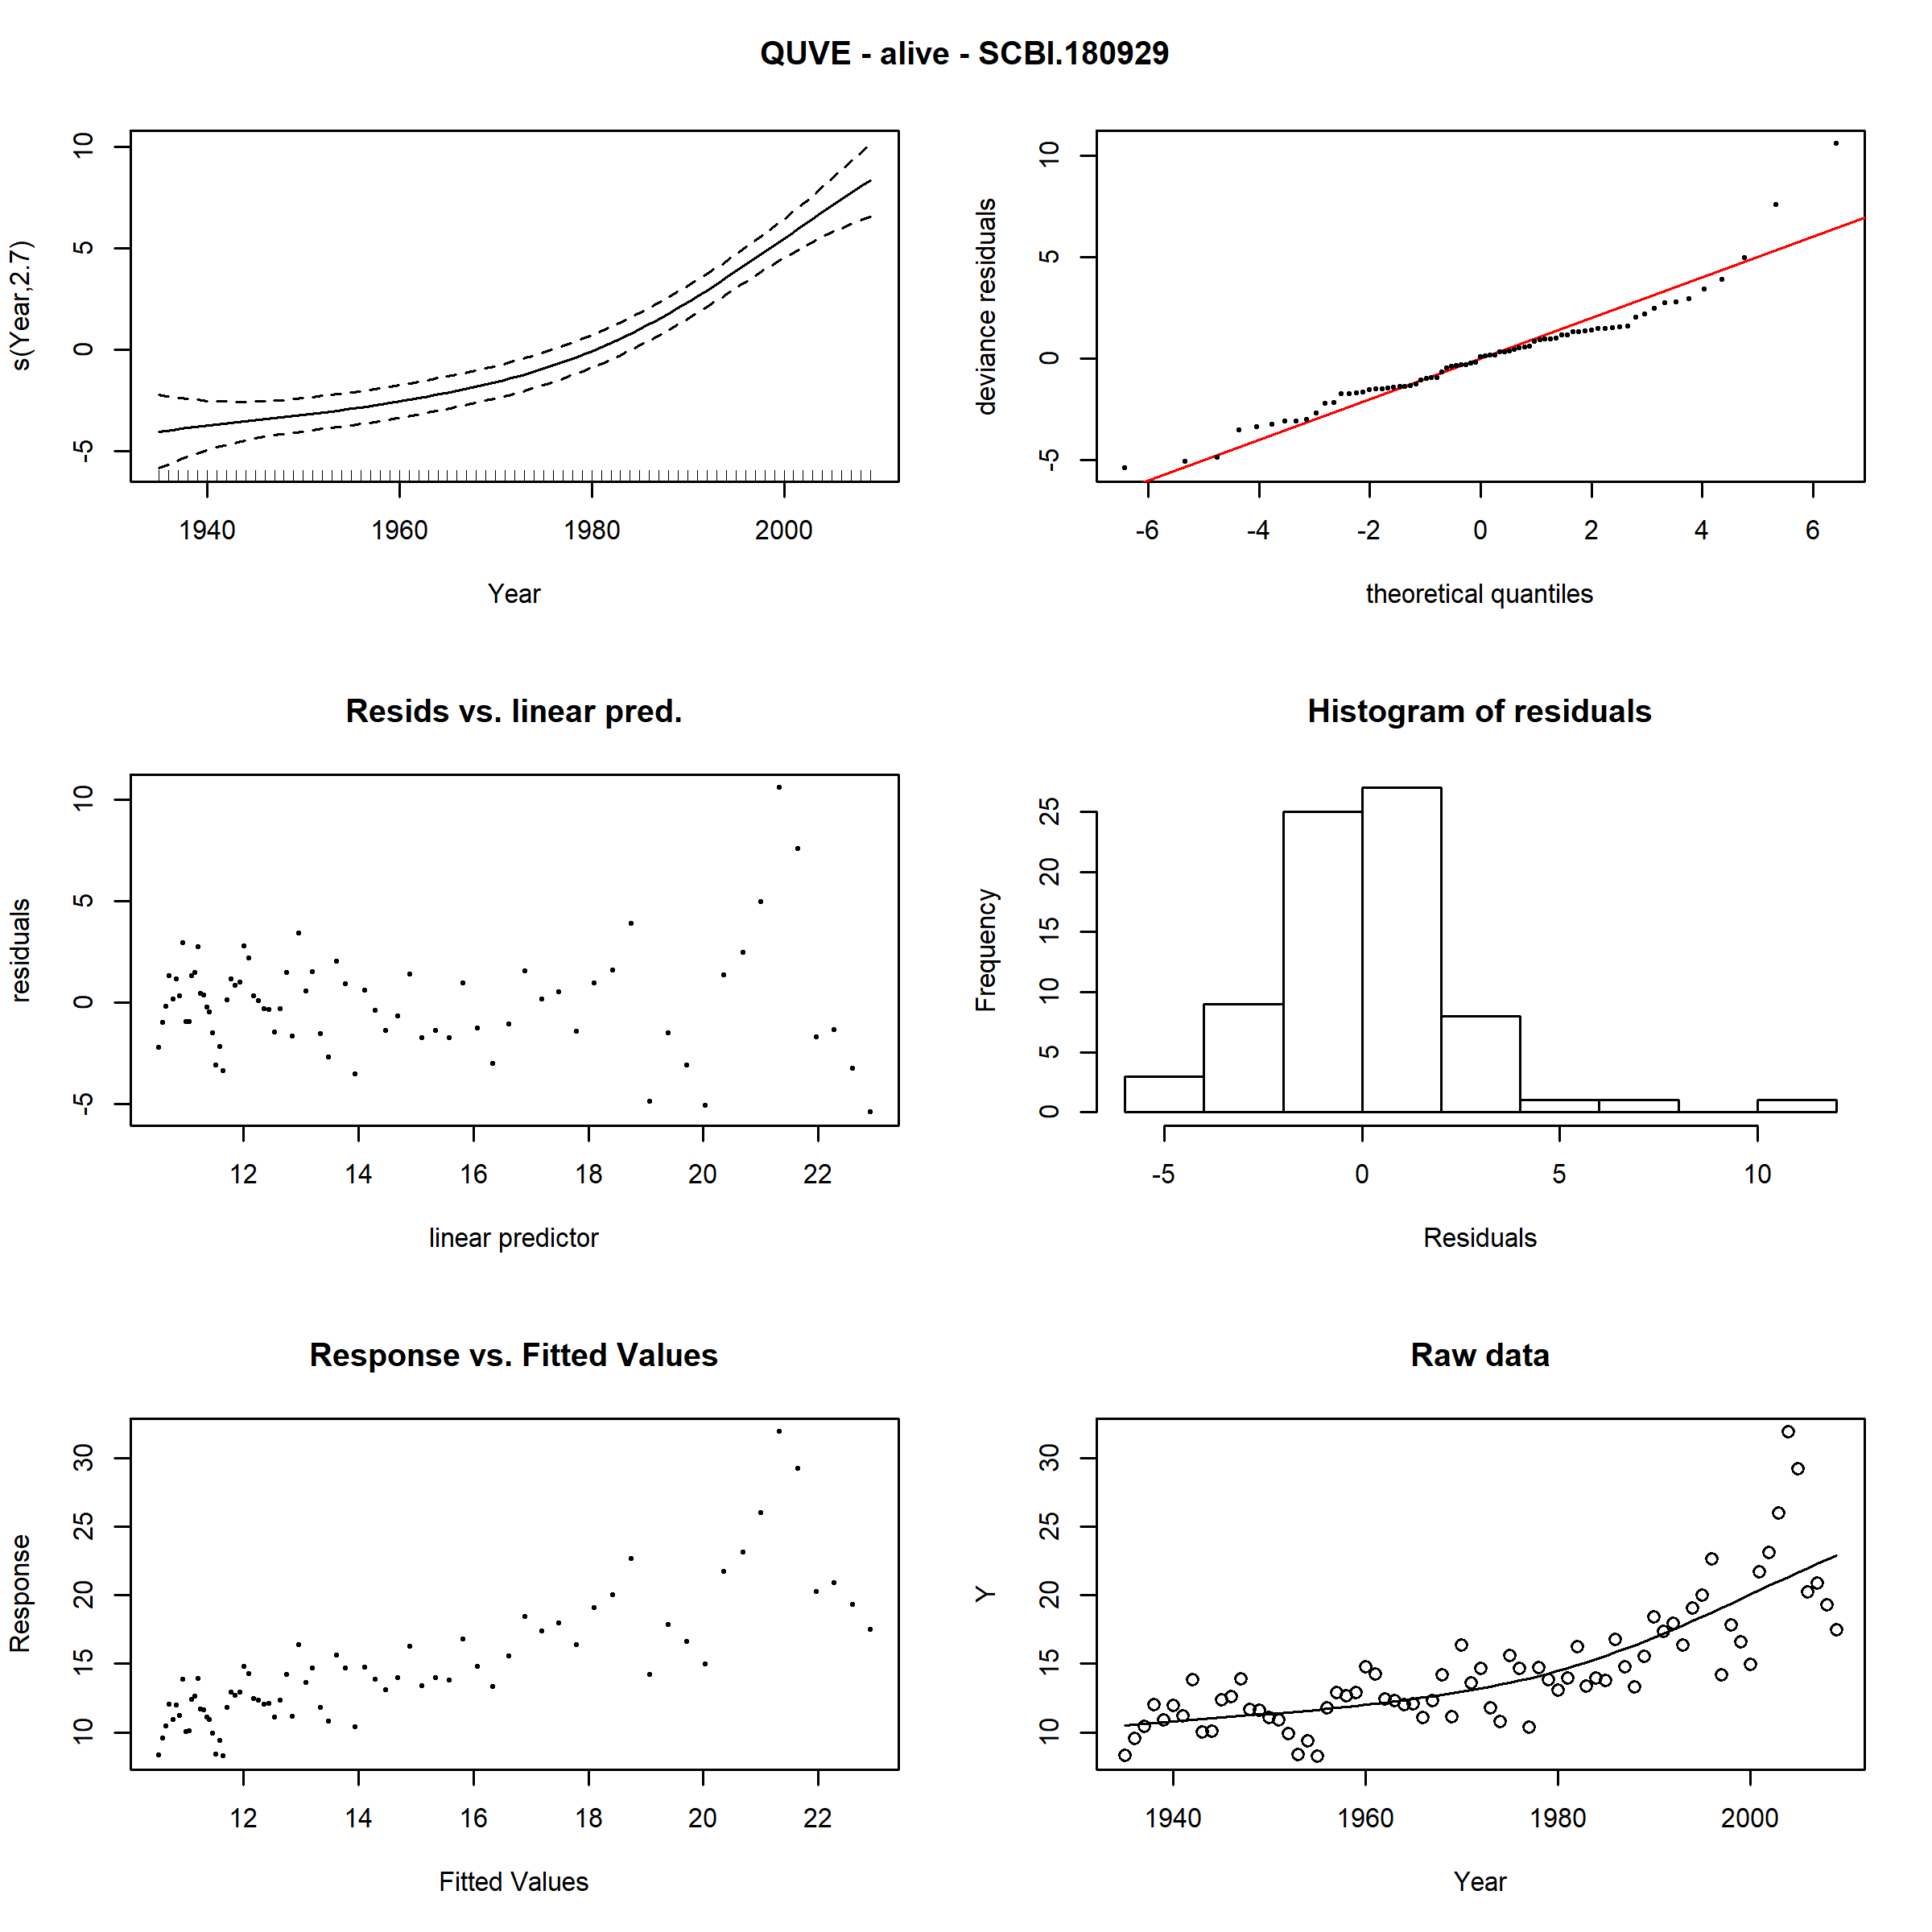 QUVE - alive - SCBI.180929
s(Year,2.7)
10
5
0
-5
1940 1960 1980 2000
Year
deviance residuals
10
5
0
-5
-6 -4 -2 0 2 4 6
theoretical quantiles
Resids vs. linear pred.
residuals
10
5
0
-5
12 14 16 18 20 22
linear predictor
Histogram of residuals
Frequency
25
20
15
10
5
0
-5 0 5 10
Residuals
Response vs. Fitted Values
Response
30
25
20
15
10
12 14 16 18 20 22
Fitted Values
Raw data
Y
30
25
20
15
10
1940 1960 1980 2000
Year